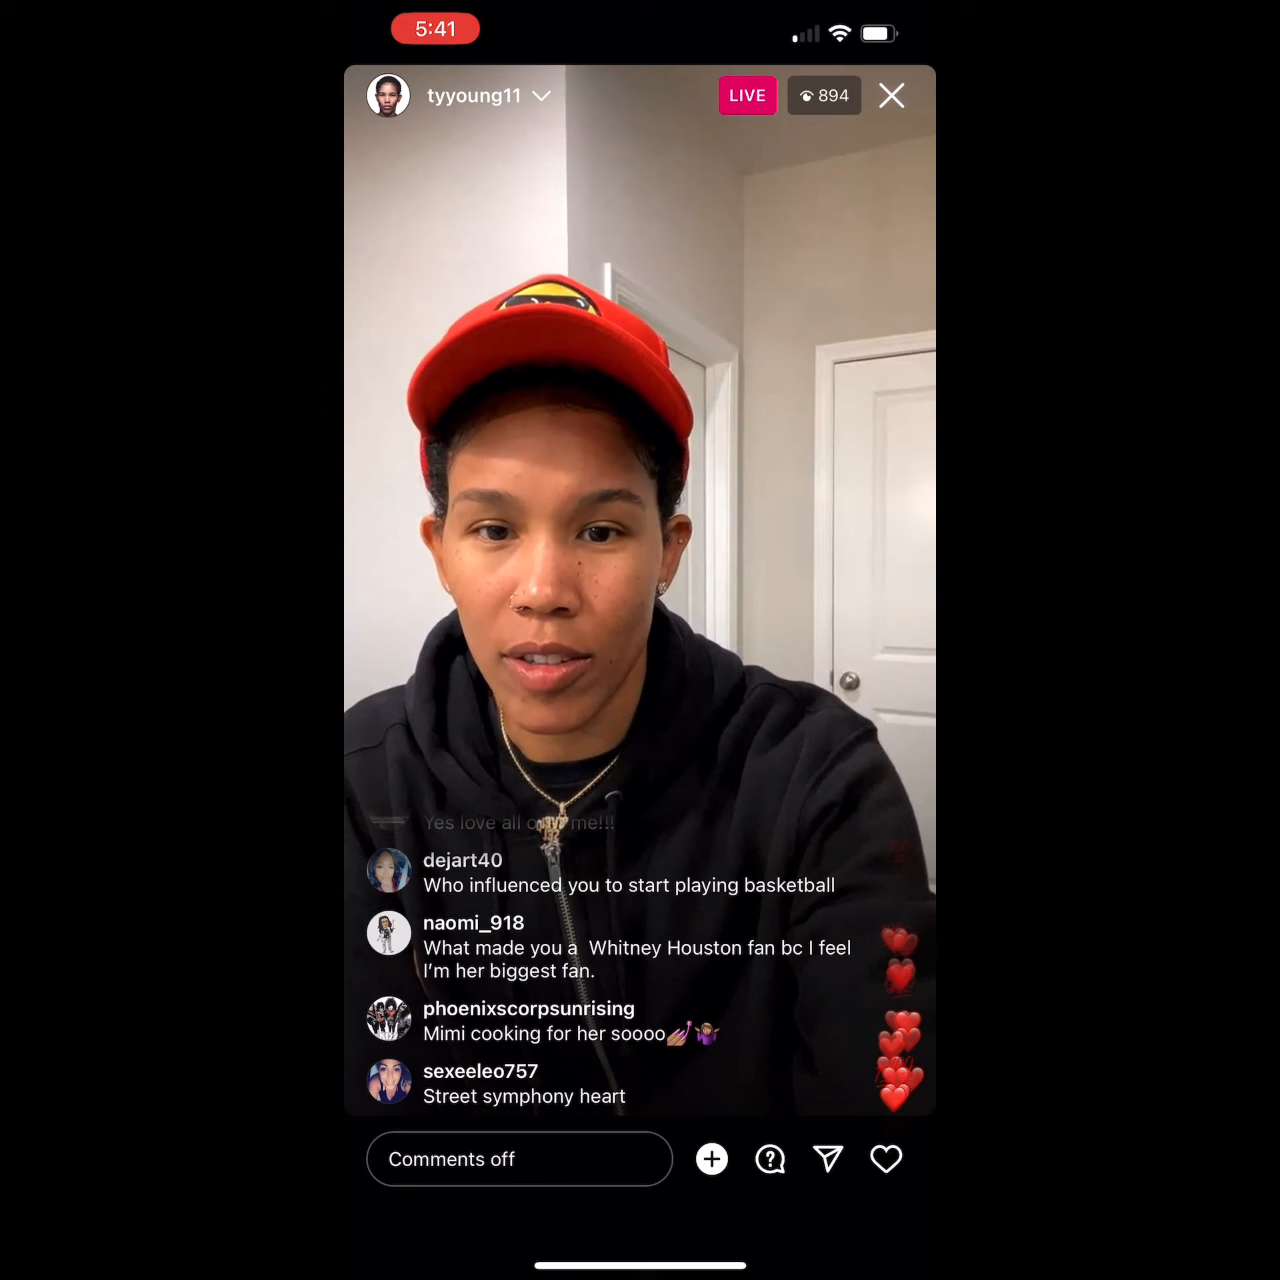 5:41
tyyoung11
LIVE
894
Yes love all of me!!!
dejart40
Who influenced you to start playing basketball
naomi_918
What made you a Whitney Houston fan bc I feel
I'm her biggest fan.
phoenixscorpsunrising
Mimi cooking for her soooo💅🏽🤷🏽‍♀️
sexeeleo757
Street symphony heart
Comments off